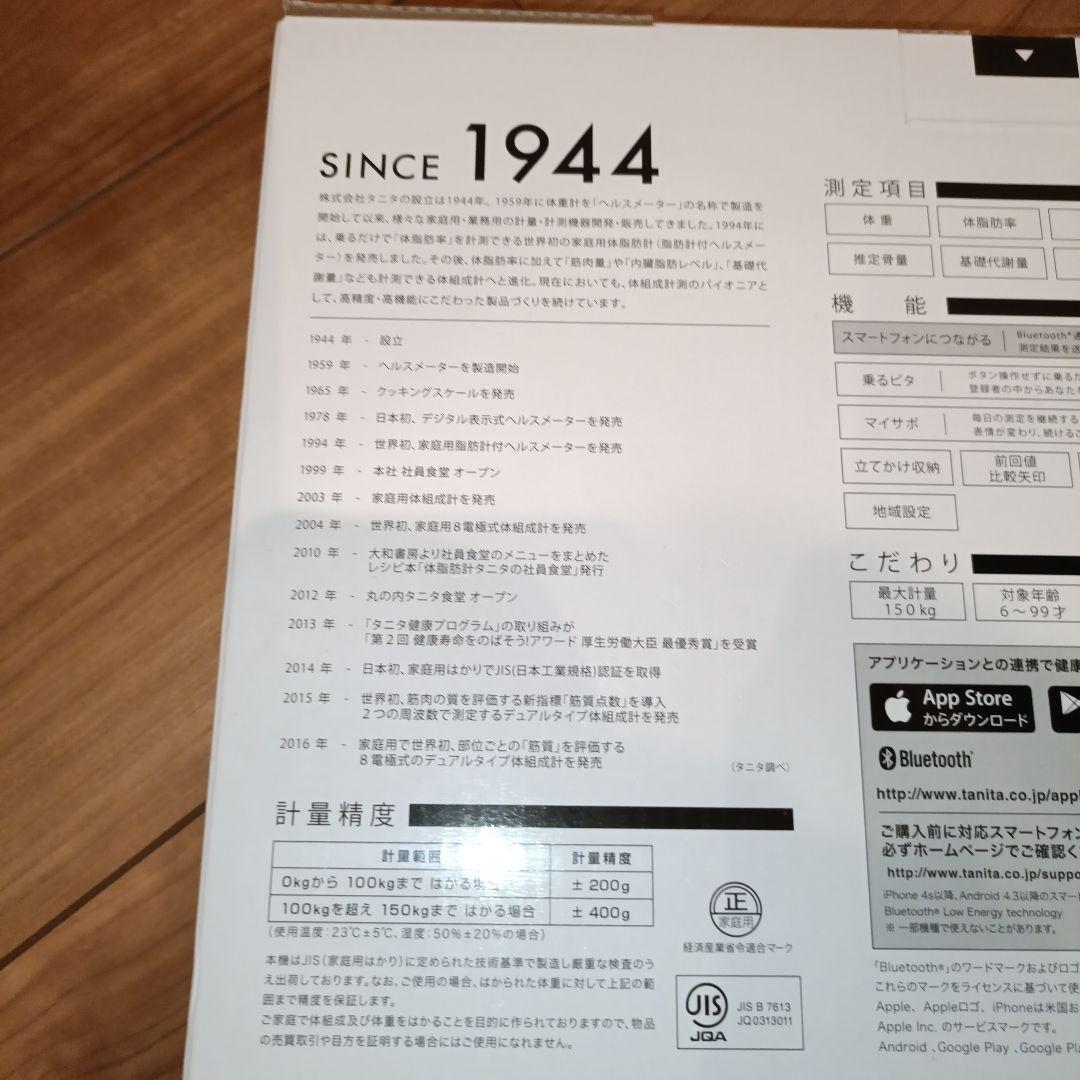 SINCE 1944
株式会社タニタの設立は1944年。1959年に体重計を「ヘルスメーター」の名称で製造を
開始して以来、様々な家庭用・業務用の計量・計測機器開発・販売してきました。1994年に
は、乗るだけで「体脂肪率」を計測できる世界初の家庭用体脂肪計(脂肪計付ヘルスメー
ター)を発売しました。その後、体脂肪率に加えて「筋肉量」や「内臓脂肪レベル」、「基礎代
謝量」なども計測できる体組成計へと進化。現在においても、体組成計測のパイオニアと
して、高精度・高機能にこだわった製品づくりを続けています。
1944 年 - 設立
1959 年 - ヘルスメーターを製造開始
1965 年 - クッキングスケールを発売
1978 年 - 日本初、デジタル表示式ヘルスメーターを発売
1994 年 - 世界初、家庭用脂肪計付ヘルスメーターを発売
1999 年 - 本社 社員食堂 オープン
2003 年 - 家庭用体組成計を発売
2004 年 - 世界初、家庭用8電極式体組成計を発売
2010 年 - 大和書房より社員食堂のメニューをまとめた
レシピ本「体脂肪計タニタの社員食堂」発行
2012 年 - 丸の内タニタ食堂 オープン
2013 年 - 「タニタ健康プログラム」の取り組みが
「第2回 健康寿命をのばそう!アワード 厚生労働大臣 最優秀賞」を受賞
2014 年 - 日本初、家庭用はかりでJIS(日本工業規格)認証を取得
2015 年 - 世界初、筋肉の質を評価する新指標「筋質点数」を導入
2つの周波数で測定するデュアルタイプ体組成計を発売
2016 年 - 家庭用で世界初、部位ごとの「筋質」を評価する
8電極式のデュアルタイプ体組成計を発売
(タニタ調べ)
計量精度
計量範囲 計量精度
0kgから 100kgまで はかる場合 ±200g
100kgを超え 150kgまで はかる場合 ±400g
(使用温度:23℃±5℃、湿度:50%±20%の場合)
本機はJIS(家庭用はかり)に定められた技術基準で製造し厳重な検査のう
え出荷しております。なお、ご使用の場合、はかられた体重に対して上記の範
囲まで精度を保証します。
ご家庭で体組成及び体重をはかることを目的に作られておりますので、物品
の売買取引や目方を証明する場合にはご使用になれません。
正
家庭用
経済産業省令適合マーク
JIS
JQA
JIS B 7613
JQ0313011
測定項目
体重 体脂肪率
推定骨量 基礎代謝量
機 能
スマートフォンにつながる Bluetooth®通
測定結果を送
乗るピタ ボタン操作せずに乗るだ
登録者の中からあなたを
マイサポ 毎日の測定を継続する
表情が変わり、続けるこ
立てかけ収納 前回値
比較矢印
地域設定
こだわり
最大計量
150kg
対象年齢
6~99才
アプリケーションとの連携で健康
App Store
からダウンロード
Bluetooth®
http://www.tanita.co.jp/appl
ご購入前に対応スマートフォン
必ずホームページでご確認く
http://www.tanita.co.jp/suppo
iPhone 4s以降、Android 4.3以降のスマート
Bluetooth® Low Energy technology
※ 一部機種で使えないことがあります。
「Bluetooth®」のワードマークおよびロゴ
これらのマークをライセンスに基づいて使
Apple、Appleロゴ、iPhoneは米国お
Apple Inc. のサービスマークです。
Android 、Google Play 、Google Pla